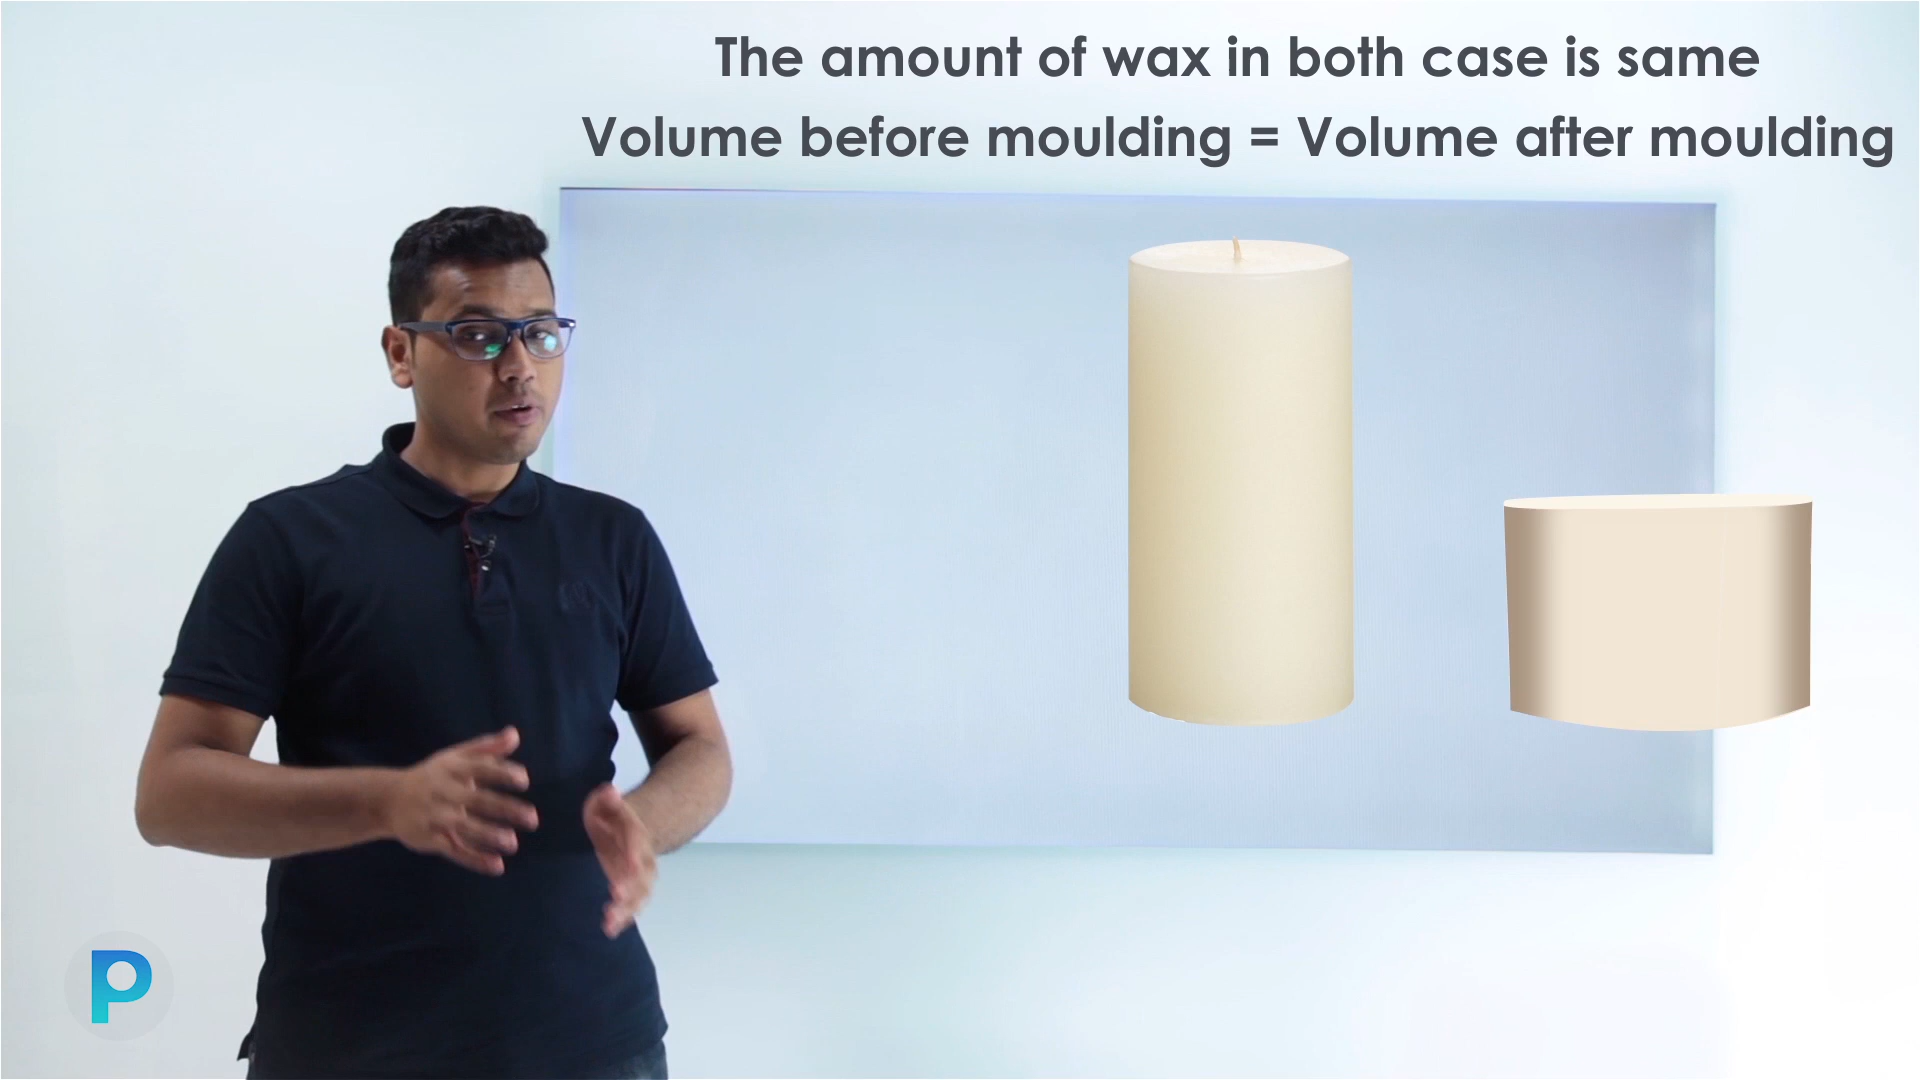 The amount of wax in both case is same
Volume before moulding = Volume after moulding
P